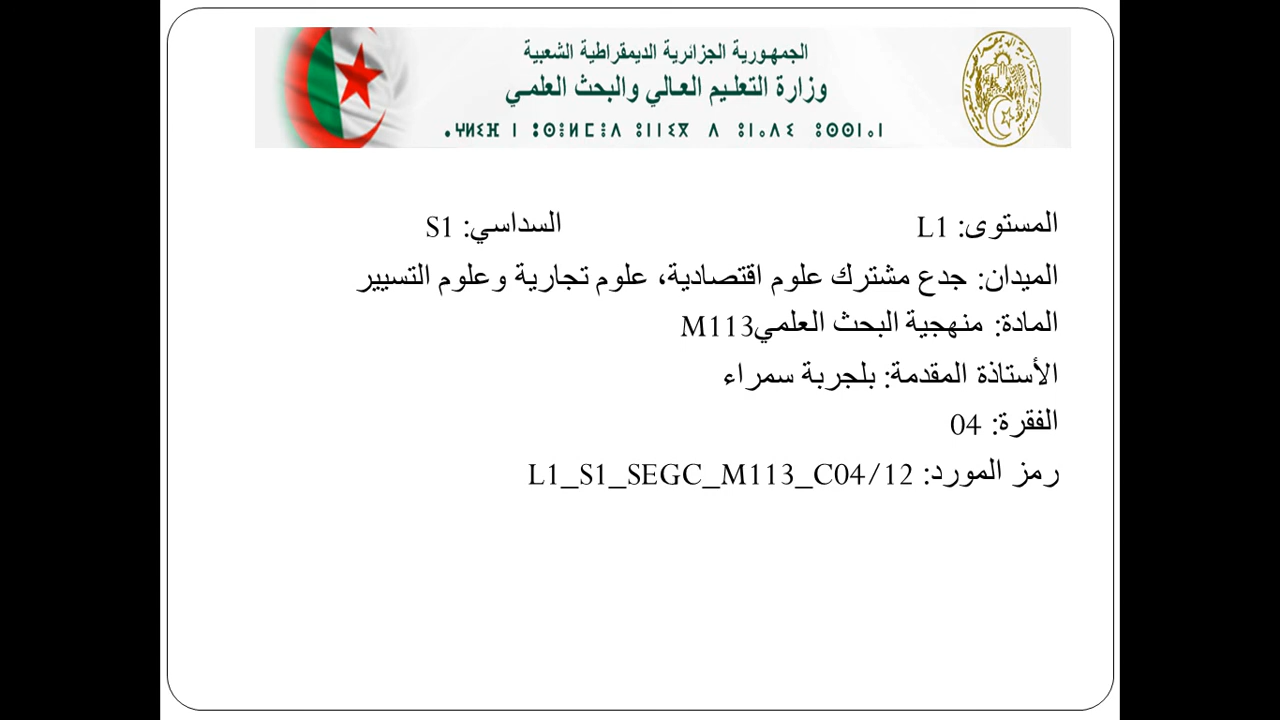 الجمهورية الجزائرية الديمقراطية الشعبية
وزارة التعليم العالي والبحث العلمي
المستوى: L1 السداسي: S1
الميدان: جدع مشترك علوم اقتصادية، علوم تجارية وعلوم التسيير
المادة: منهجية البحث العلميM113
الأستاذة المقدمة: بلجربة سمراء
الفقرة: 04
رمز المورد: L1_S1_SEGC_M113_C04/12